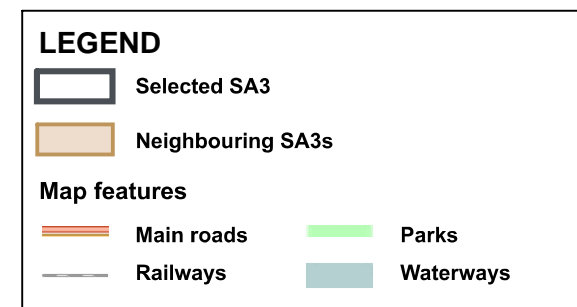 LEGEND
Selected SA3
Neighbouring SA3s
Map features
Main roads
Parks
Railways
Waterways